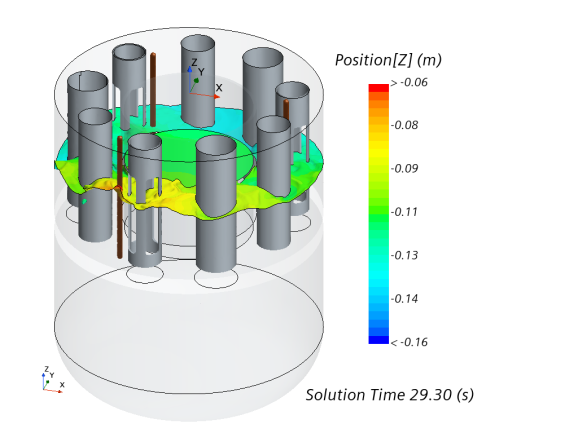 Position[Z] (m)
> -0.06
-0.08
-0.09
-0.11
-0.13
-0.14
< -0.16
Z
Y
X
Z
Y
X
Solution Time 29.30 (s)